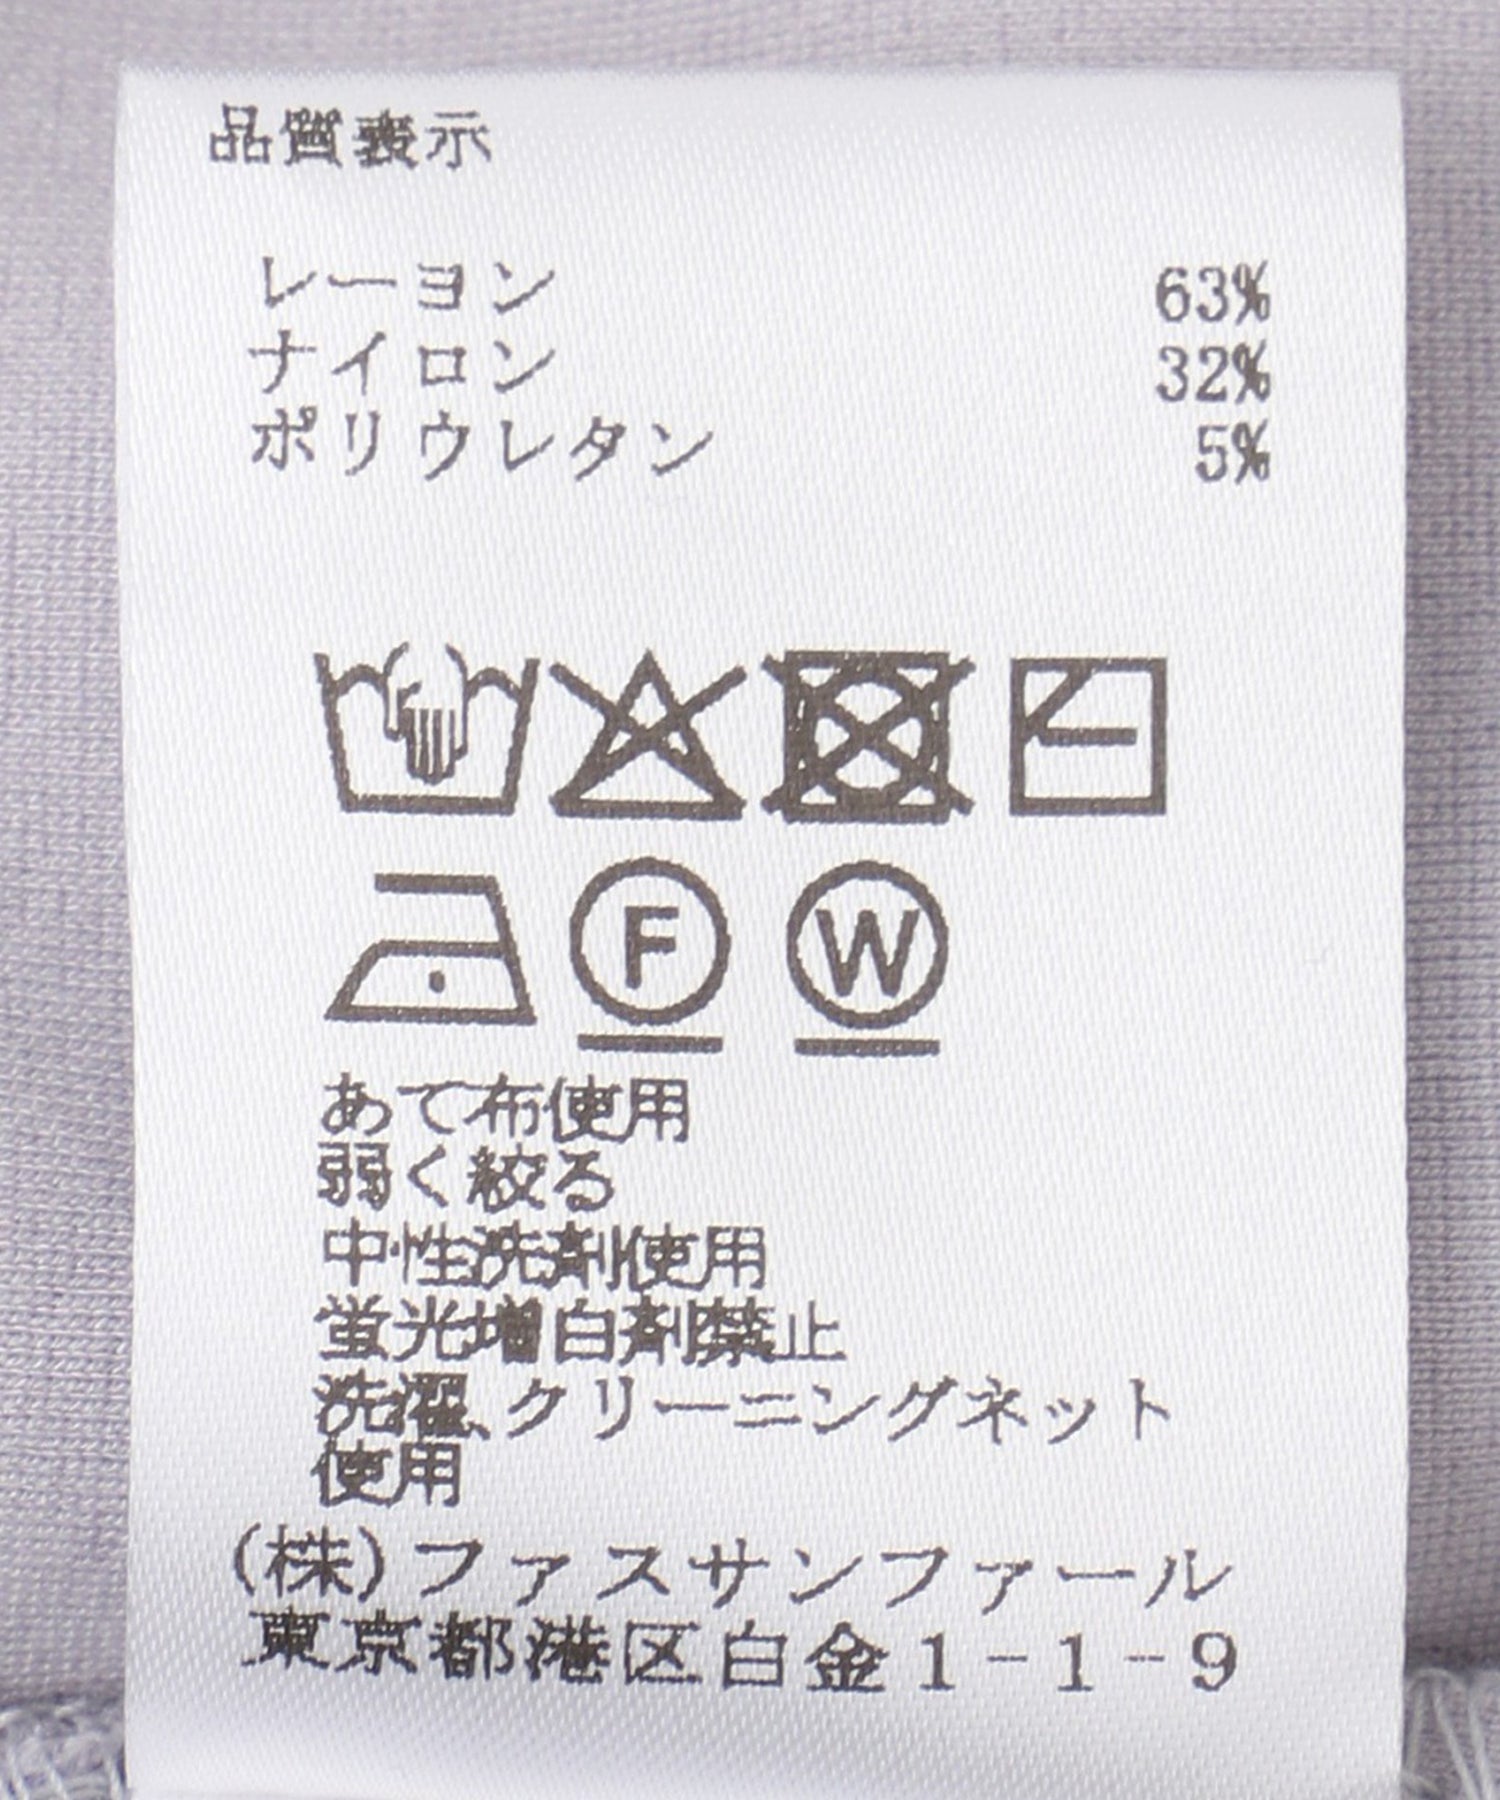 品質表示
レーヨン 63%
ナイロン 32%
ポリウレタン 5%
F W
あて布使用
弱く絞る
中性洗剤使用
蛍光増白剤禁止
洗濯、クリーニングネット
使用
(株)ファスサンファール
東京都港区白金1-1-9